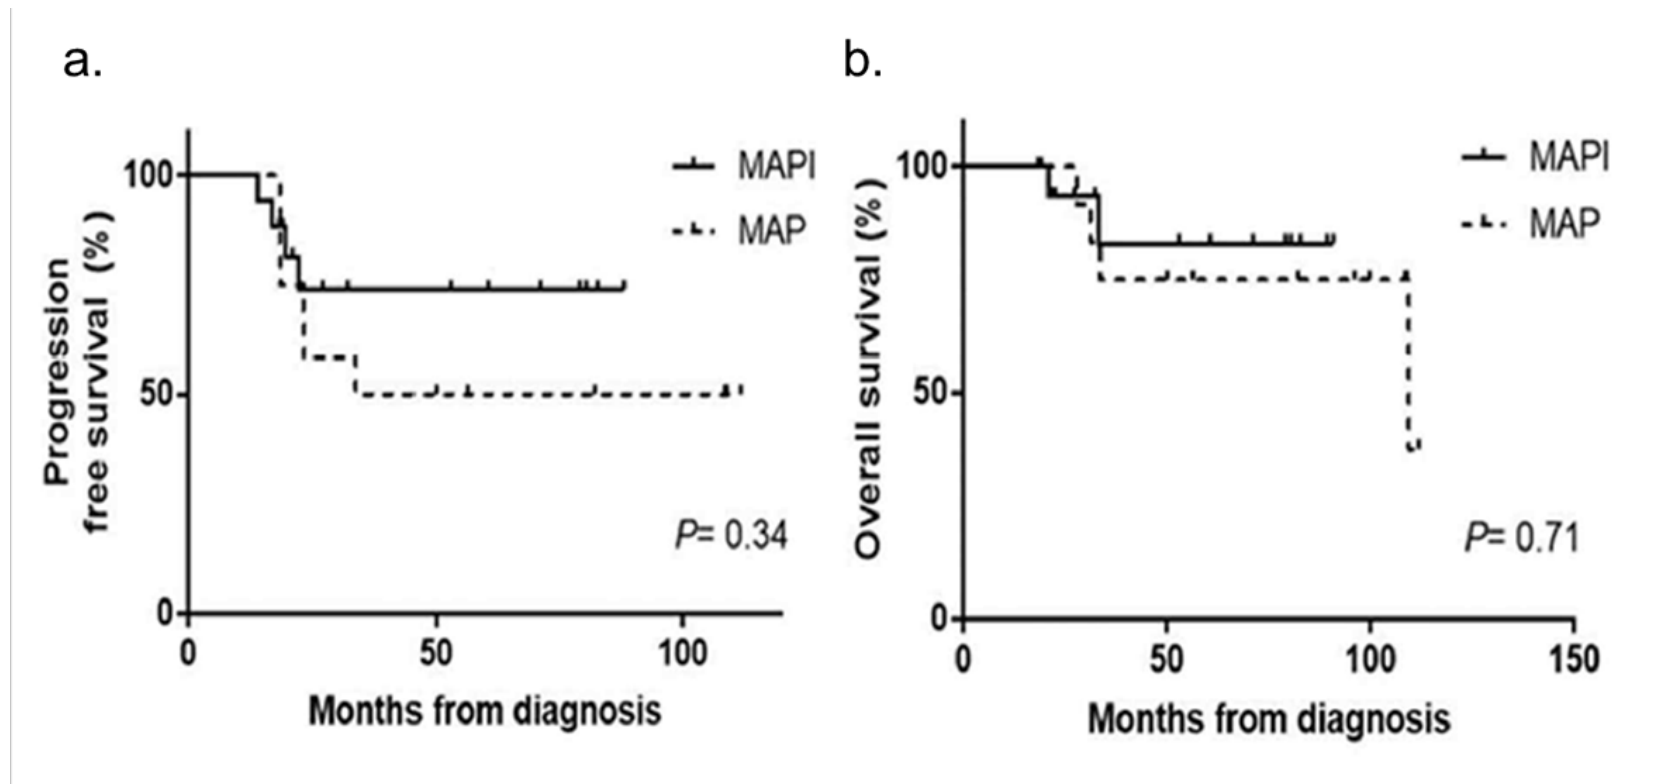 a.
Progression
free survival (%)
100
50
0
0 50 100
Months from diagnosis
MAPI
MAP
P= 0.34
b.
Overall survival (%)
100
50
0
0 50 100 150
Months from diagnosis
MAPI
MAP
P= 0.71